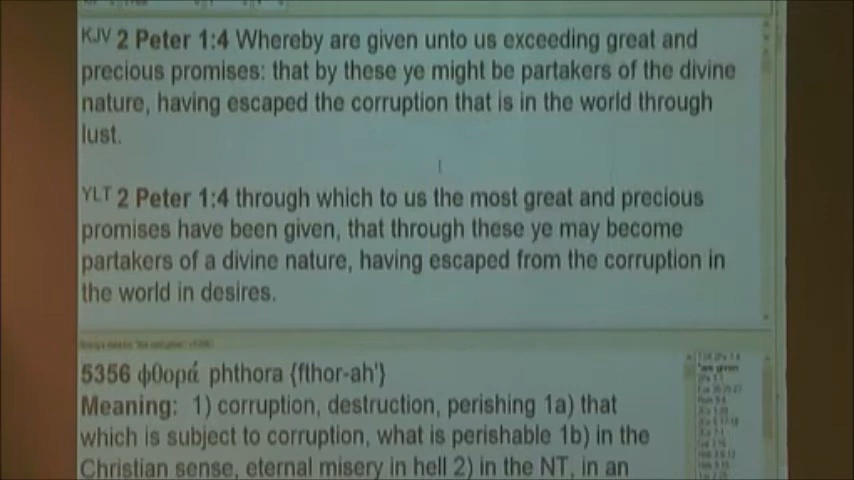 KJV 2 Peter 1:4 Whereby are given unto us exceeding great and
precious promises: that by these ye might be partakers of the divine
nature, having escaped the corruption that is in the world through
lust.
YLT 2 Peter 1:4 through which to us the most great and precious
promises have been given, that through these ye may become
partakers of a divine nature, having escaped from the corruption in
the world in desires.
5356 φθορά phthora {fthor-ah'}
Meaning: 1) corruption, destruction, perishing 1a) that
which is subject to corruption, what is perishable 1b) in the
Christian sense, eternal misery in hell 2) in the NT, in an
are given